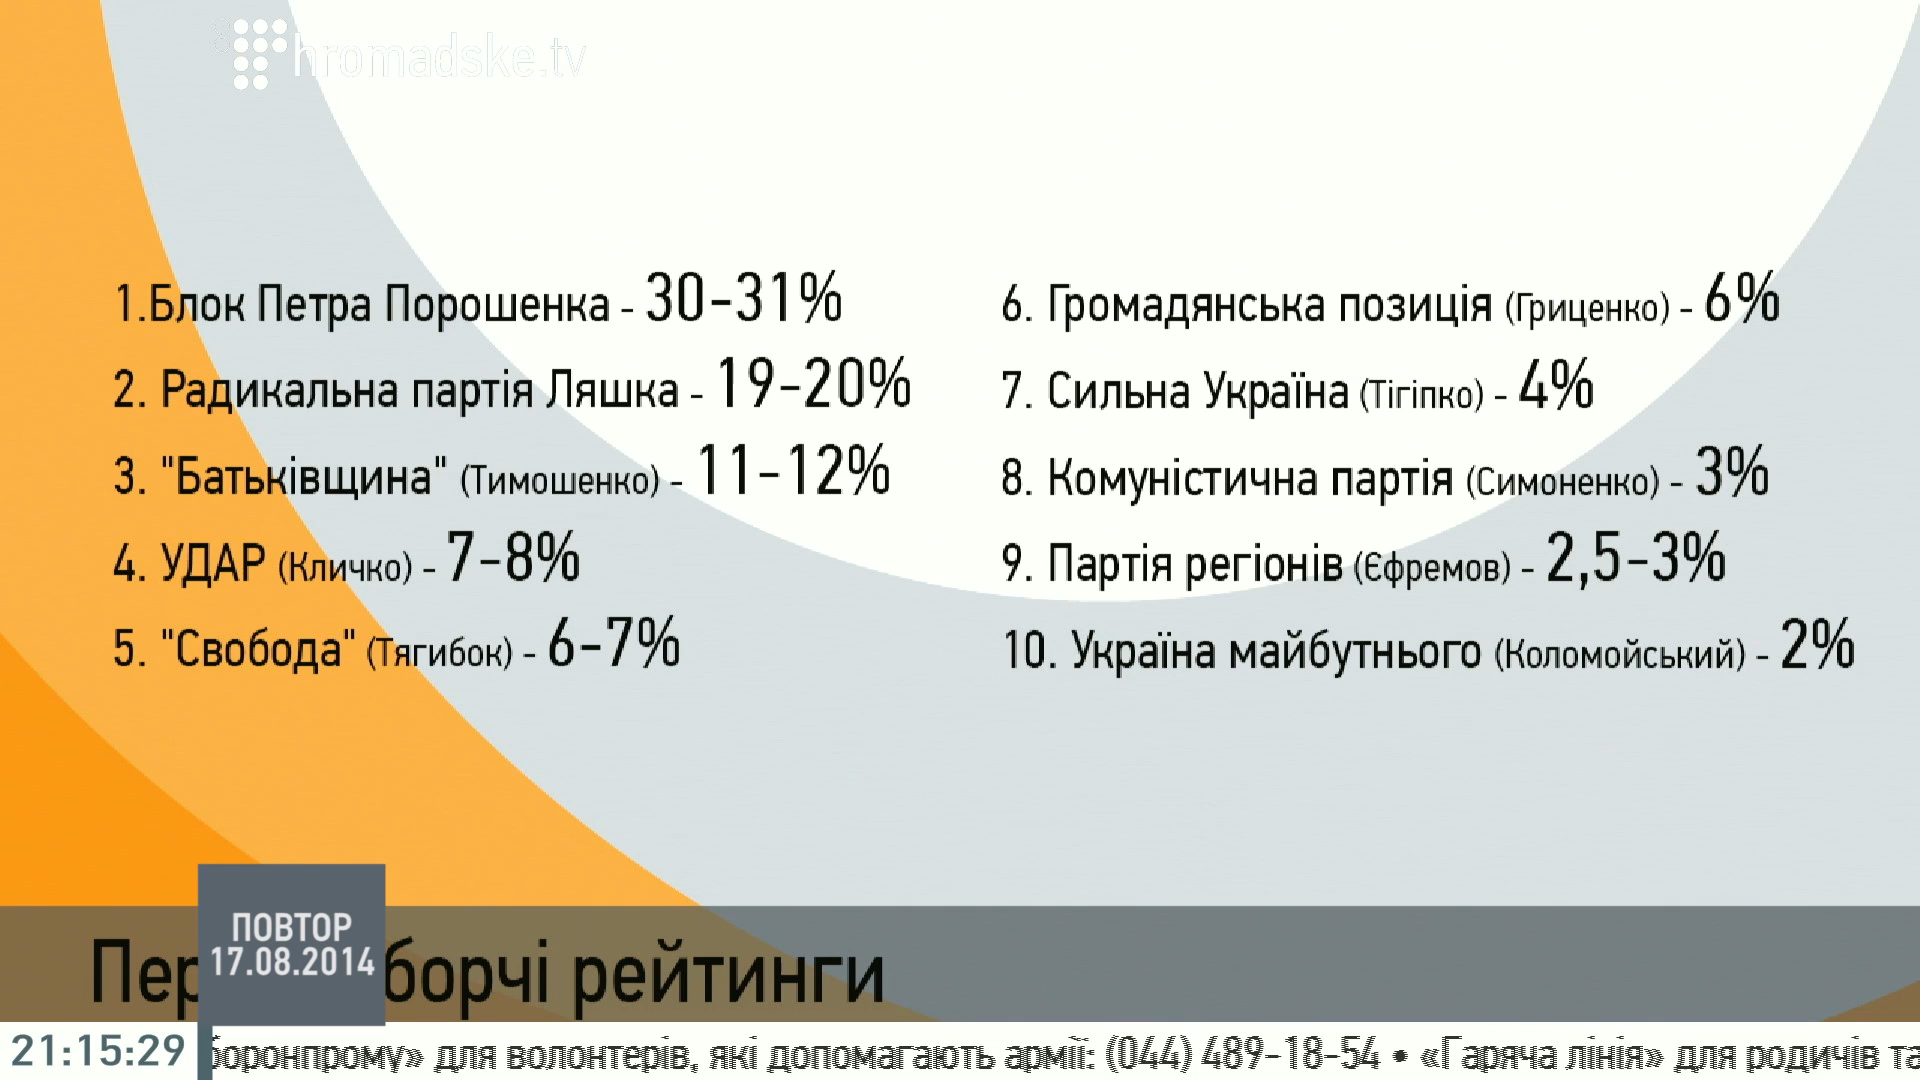 hromadske.tv
1.Блок Петра Порошенка - 30-31%
2. Радикальна партія Ляшка - 19-20%
3. "Батьківщина" (Тимошенко) - 11-12%
4. УДАР (Кличко) - 7-8%
5. "Свобода" (Тягибок) - 6-7%
6. Громадянська позиція (Гриценко) - 6%
7. Сильна Україна (Тігіпко) - 4%
8. Комуністична партія (Симоненко) - 3%
9. Партія регіонів (Єфремов) - 2,5-3%
10. Україна майбутнього (Коломойський) - 2%
ПОВТОР
17.08.2014
рейтинги
21:15:29
боронпрому» для волонтерів, які допомагають армії: (044) 489-18-54 • «Гаряча лінія» для родичів та